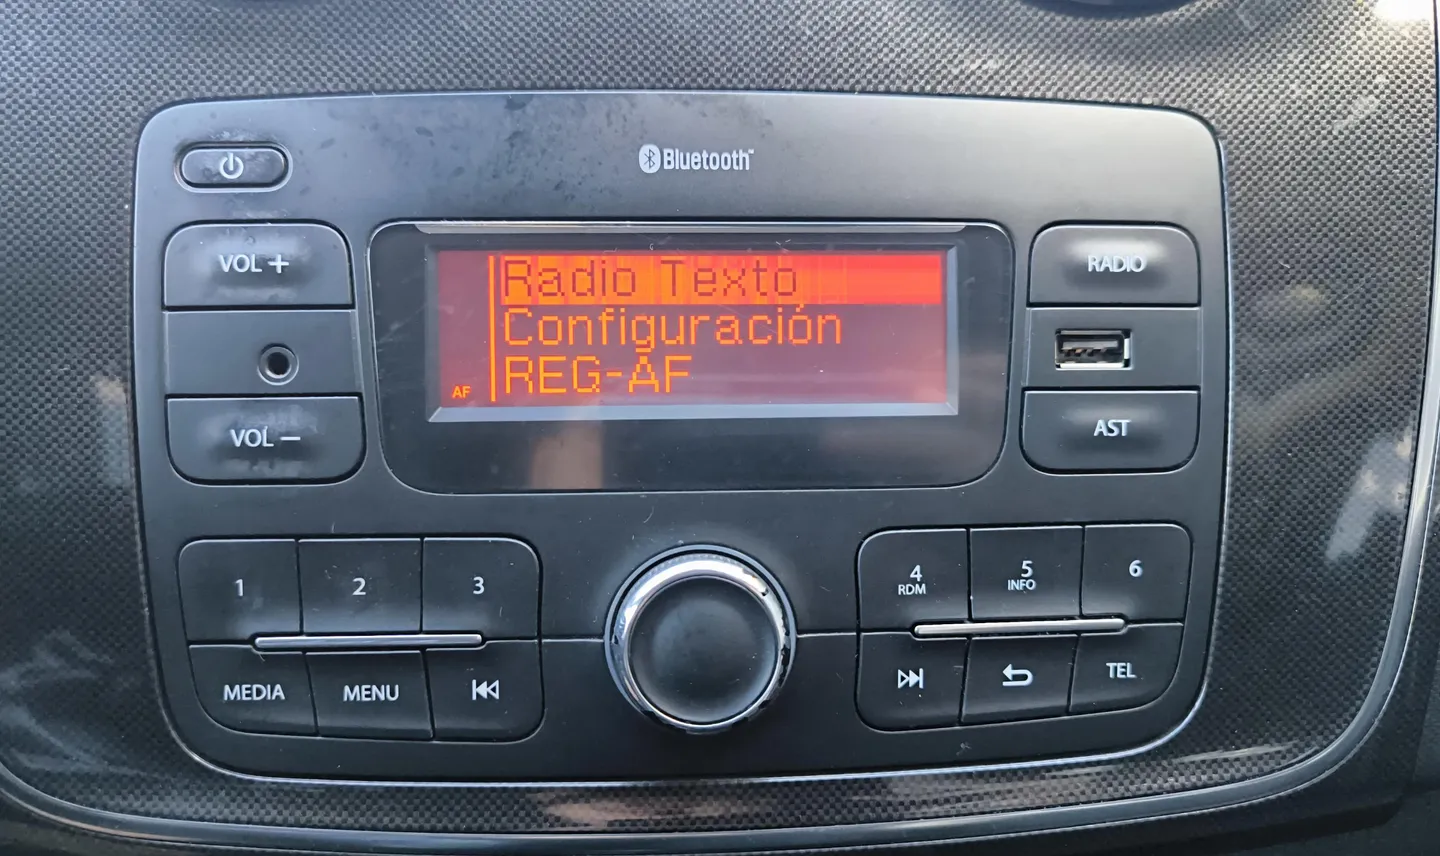 Bluetooth™
VOL +
RADIO
Radio Texto
Configuración
REG-AF
AF
VOL −
AST
1
2
3
4
RDM
5
INFO
6
MEDIA
MENU
TEL